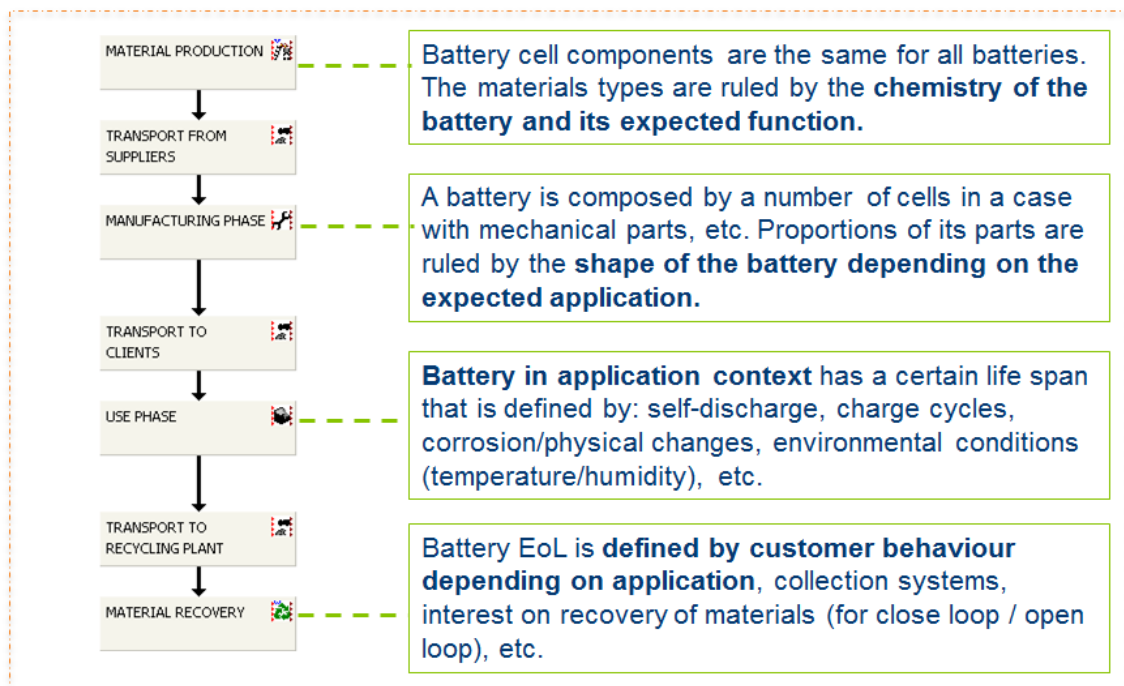 MATERIAL PRODUCTION
Battery cell components are the same for all batteries.
The materials types are ruled by the chemistry of the
battery and its expected function.
TRANSPORT FROM
SUPPLIERS
MANUFACTURING PHASE
A battery is composed by a number of cells in a case
with mechanical parts, etc. Proportions of its parts are
ruled by the shape of the battery depending on the
expected application.
TRANSPORT TO
CLIENTS
USE PHASE
Battery in application context has a certain life span
that is defined by: self-discharge, charge cycles,
corrosion/physical changes, environmental conditions
(temperature/humidity), etc.
TRANSPORT TO
RECYCLING PLANT
MATERIAL RECOVERY
Battery EoL is defined by customer behaviour
depending on application, collection systems,
interest on recovery of materials (for close loop / open
loop), etc.